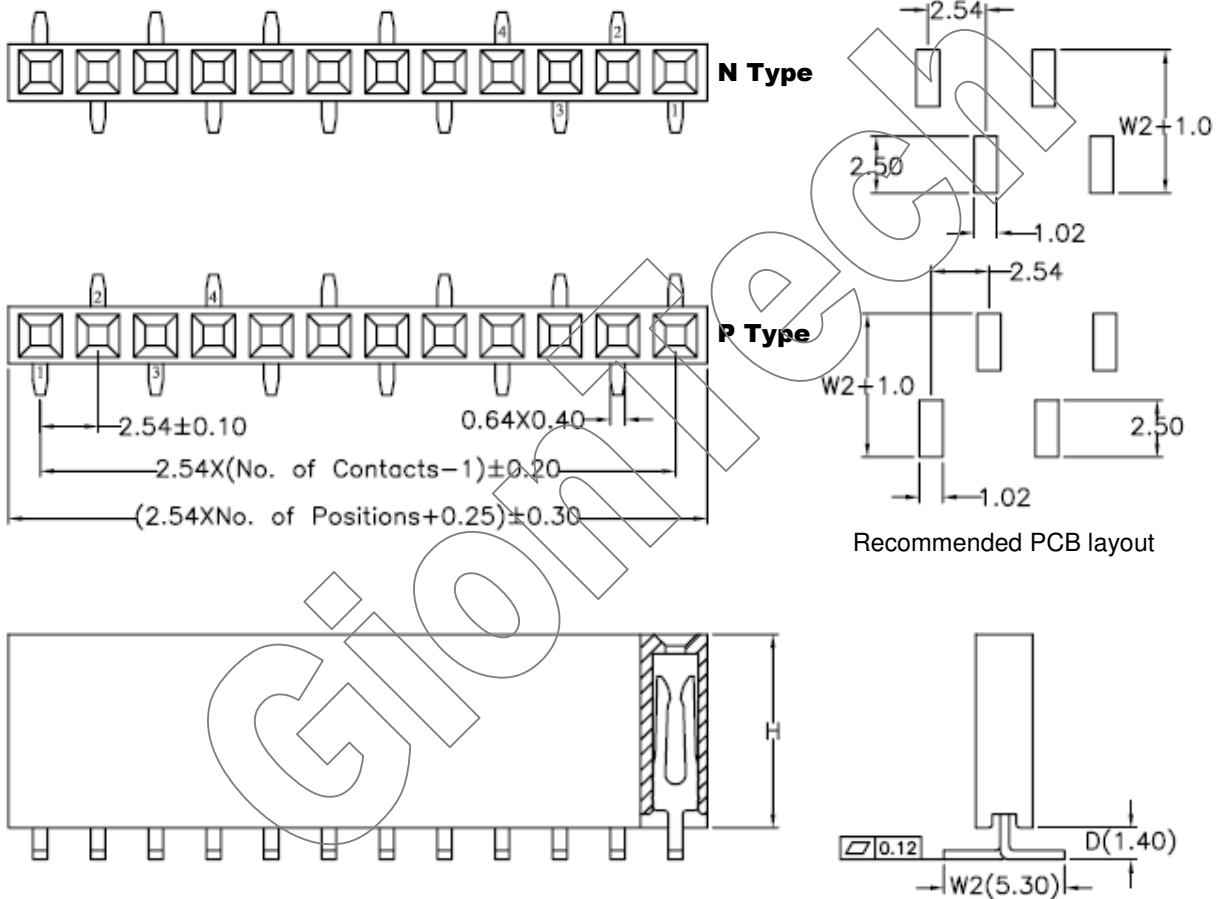 2.54
4
2
N Type
W2+1.0
2.50
3
1
1.02
2.54
2
4
P Type
W2+1.0
1
3
2.54±0.10
0.64X0.40
2.50
2.54X(No. of Contacts-1)±0.20
1.02
(2.54XNo. of Positions+0.25)±0.30
Recommended PCB layout
GionTech
H
0.12
D(1.40)
W2(5.30)